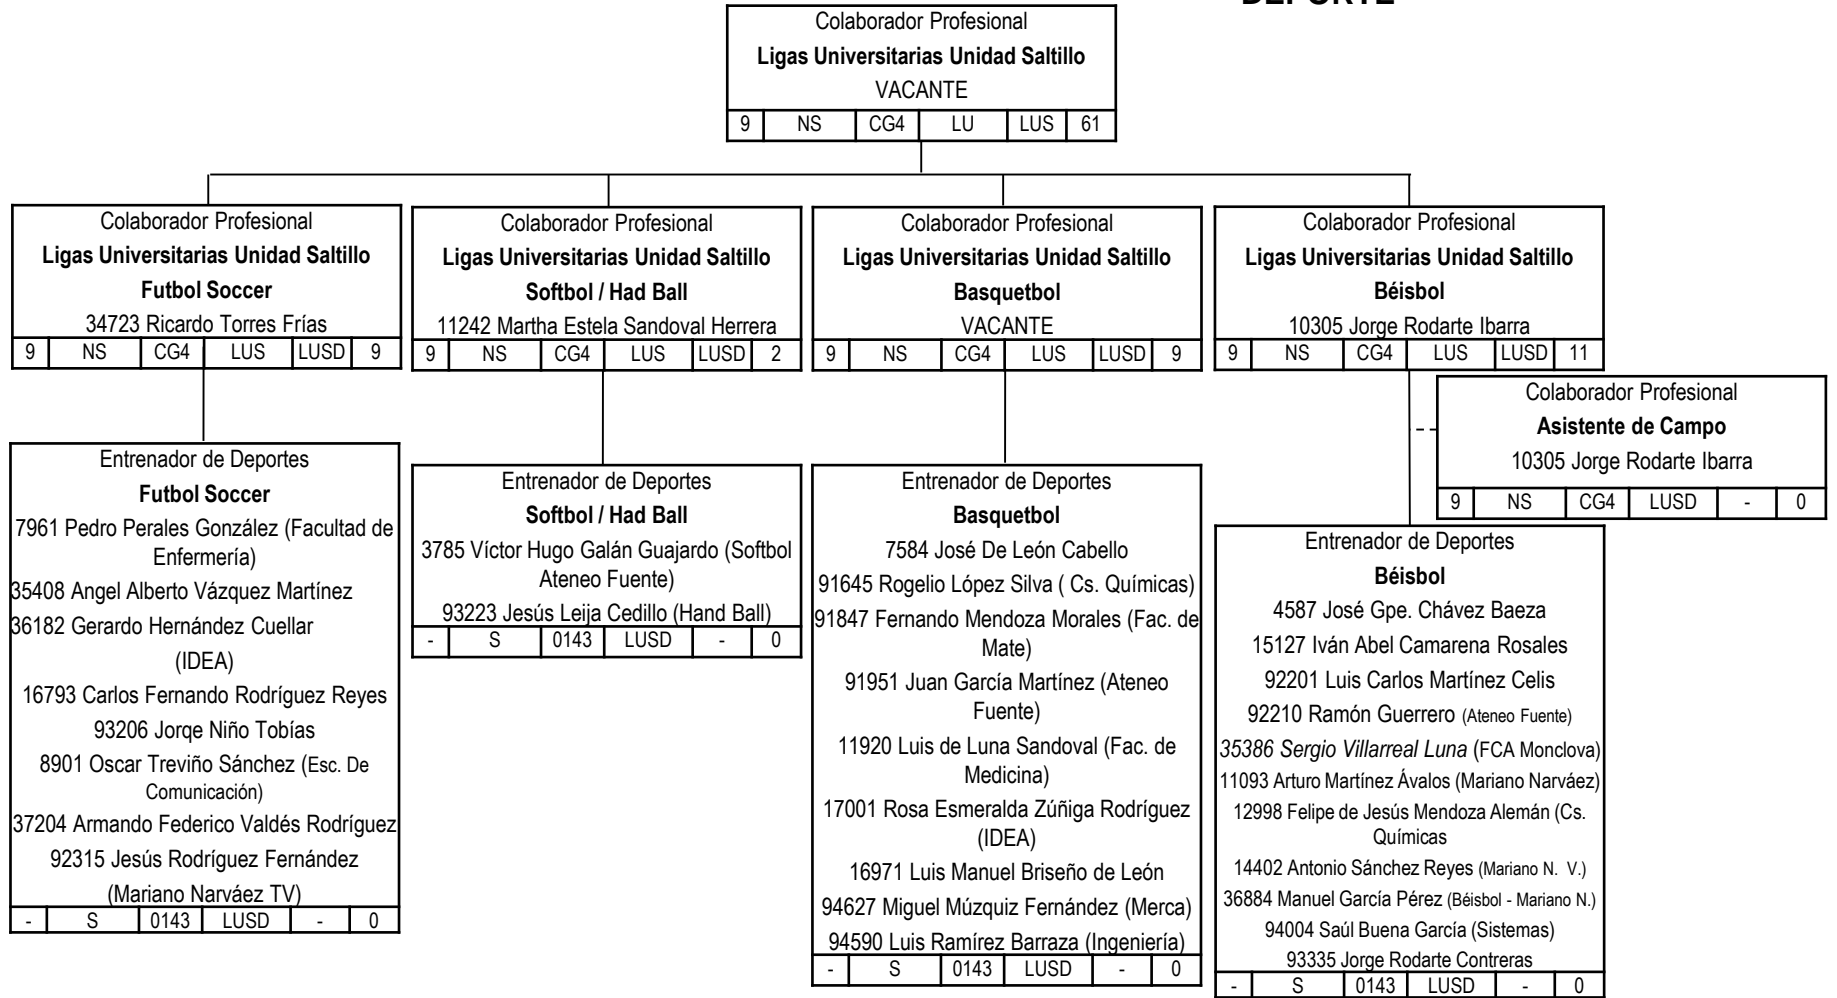 DEPORTE
Colaborador Profesional
Ligas Universitarias Unidad Saltillo
VACANTE
9 NS CG4 LU LUS 61
Colaborador Profesional
Ligas Universitarias Unidad Saltillo
Futbol Soccer
34723 Ricardo Torres Frías
9 NS CG4 LUS LUSD 9
Colaborador Profesional
Ligas Universitarias Unidad Saltillo
Softbol / Had Ball
11242 Martha Estela Sandoval Herrera
9 NS CG4 LUS LUSD 2
Colaborador Profesional
Ligas Universitarias Unidad Saltillo
Basquetbol
VACANTE
9 NS CG4 LUS LUSD 9
Colaborador Profesional
Ligas Universitarias Unidad Saltillo
Béisbol
10305 Jorge Rodarte Ibarra
9 NS CG4 LUS LUSD 11
Colaborador Profesional
Asistente de Campo
10305 Jorge Rodarte Ibarra
9 NS CG4 LUSD - 0
Entrenador de Deportes
Futbol Soccer
7961 Pedro Perales González (Facultad de
Enfermería)
35408 Angel Alberto Vázquez Martínez
36182 Gerardo Hernández Cuellar
(IDEA)
16793 Carlos Fernando Rodríguez Reyes
93206 Jorge Niño Tobías
8901 Oscar Treviño Sánchez (Esc. De
Comunicación)
37204 Armando Federico Valdés Rodríguez
92315 Jesús Rodríguez Fernández
(Mariano Narváez TV)
- S 0143 LUSD - 0
Entrenador de Deportes
Softbol / Had Ball
3785 Víctor Hugo Galán Guajardo (Softbol
Ateneo Fuente)
93223 Jesús Leija Cedillo (Hand Ball)
- S 0143 LUSD - 0
Entrenador de Deportes
Basquetbol
7584 José De León Cabello
91645 Rogelio López Silva ( Cs. Químicas)
91847 Fernando Mendoza Morales (Fac. de
Mate)
91951 Juan García Martínez (Ateneo
Fuente)
11920 Luis de Luna Sandoval (Fac. de
Medicina)
17001 Rosa Esmeralda Zúñiga Rodríguez
(IDEA)
16971 Luis Manuel Briseño de León
94627 Miguel Múzquiz Fernández (Merca)
94590 Luis Ramírez Barraza (Ingeniería)
- S 0143 LUSD - 0
Entrenador de Deportes
Béisbol
4587 José Gpe. Chávez Baeza
15127 Iván Abel Camarena Rosales
92201 Luis Carlos Martínez Celis
92210 Ramón Guerrero (Ateneo Fuente)
35386 Sergio Villarreal Luna (FCA Monclova)
11093 Arturo Martínez Ávalos (Mariano Narváez)
12998 Felipe de Jesús Mendoza Alemán (Cs.
Químicas
14402 Antonio Sánchez Reyes (Mariano N. V.)
36884 Manuel García Pérez (Béisbol - Mariano N.)
94004 Saúl Buena García (Sistemas)
93335 Jorge Rodarte Contreras
- S 0143 LUSD - 0